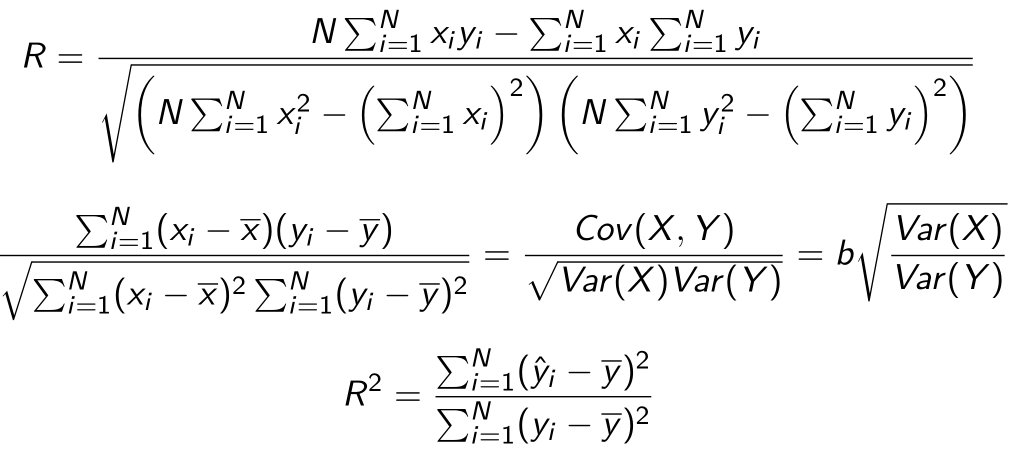 R = \frac{N \sum_{i=1}^{N} x_i y_i - \sum_{i=1}^{N} x_i \sum_{i=1}^{N} y_i}{\sqrt{\left(N \sum_{i=1}^{N} x_i^2 - \left(\sum_{i=1}^{N} x_i\right)^2\right)\left(N \sum_{i=1}^{N} y_i^2 - \left(\sum_{i=1}^{N} y_i\right)^2\right)}}
\frac{\sum_{i=1}^{N} (x_i - \overline{x})(y_i - \overline{y})}{\sqrt{\sum_{i=1}^{N} (x_i - \overline{x})^2 \sum_{i=1}^{N} (y_i - \overline{y})^2}} = \frac{Cov(X, Y)}{\sqrt{Var(X)Var(Y)}} = b\sqrt{\frac{Var(X)}{Var(Y)}}
R^2 = \frac{\sum_{i=1}^{N} (\hat{y}_i - \overline{y})^2}{\sum_{i=1}^{N} (y_i - \overline{y})^2}